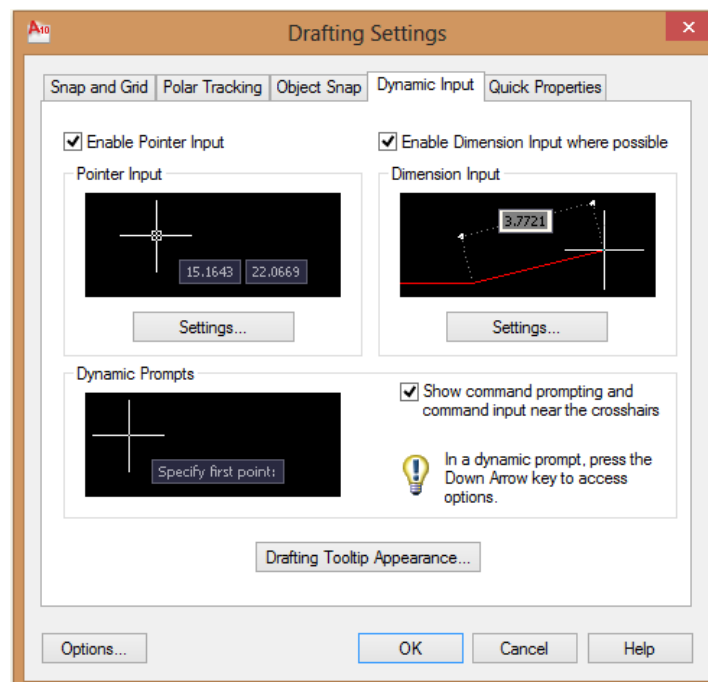 A10
Drafting Settings
Snap and Grid Polar Tracking Object Snap Dynamic Input Quick Properties
Enable Pointer Input
Enable Dimension Input where possible
Pointer Input
Dimension Input
15.1643 22.0669
3.7721
Settings...
Settings...
Dynamic Prompts
Specify first point:
Show command prompting and
command input near the crosshairs
In a dynamic prompt, press the
Down Arrow key to access
options.
Drafting Tooltip Appearance...
Options...
OK
Cancel
Help